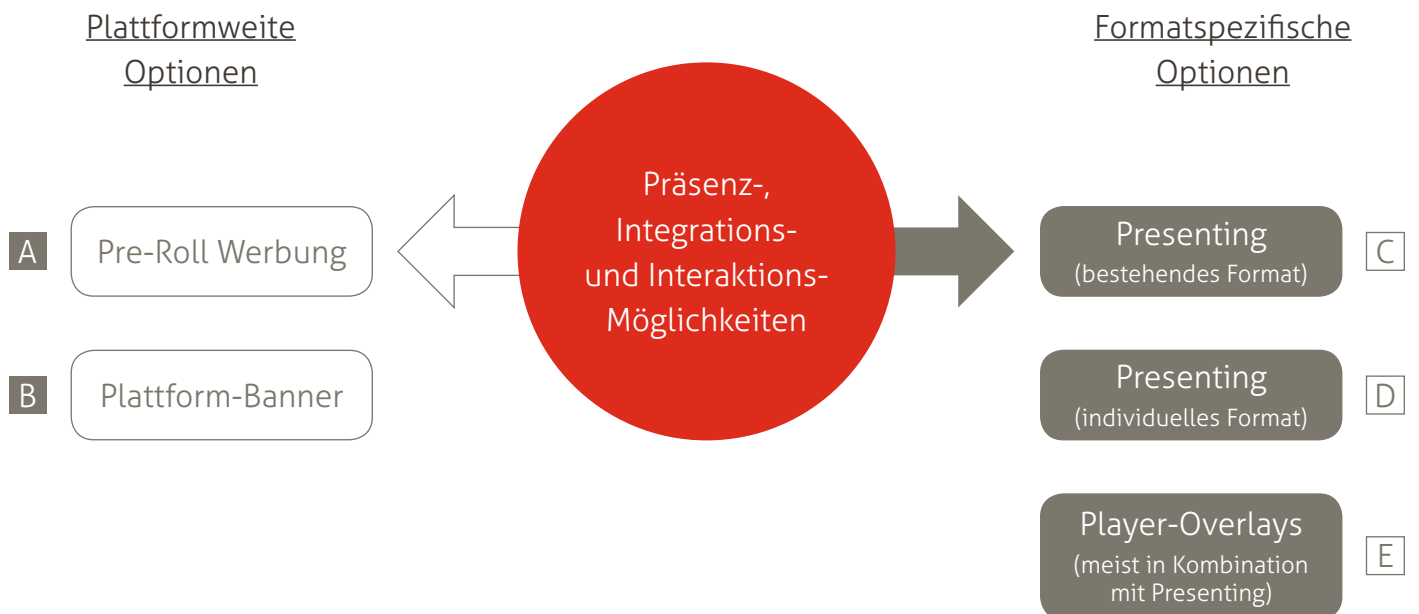 Plattformweite
Optionen
A
Pre-Roll Werbung
B
Plattform-Banner
Präsenz-,
Integrations-
und Interaktions-
Möglichkeiten
Formatspezifische
Optionen
Presenting
(bestehendes Format)
C
Presenting
(individuelles Format)
D
Player-Overlays
(meist in Kombination
mit Presenting)
E